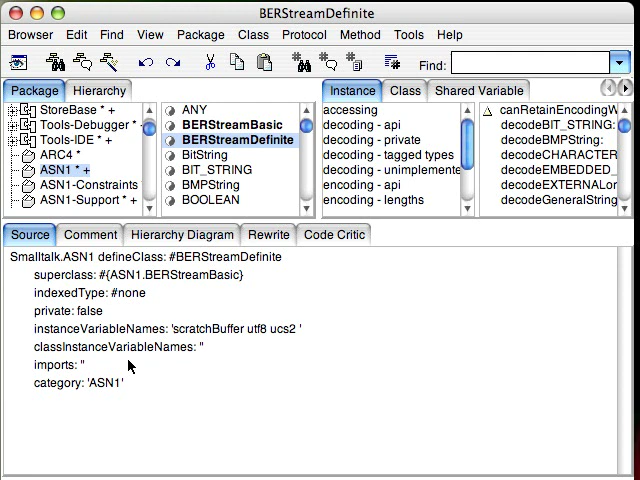 BERStreamDefinite
Browser Edit Find View Package Class Protocol Method Tools Help
Find:
Package Hierarchy
Instance Class Shared Variable
StoreBase * +
Tools-Debugger * +
Tools-IDE * +
ARC4 *
ASN1 * +
ASN1-Constraints
ASN1-Support * +
ANY
BERStreamBasic
BERStreamDefinite
BitString
BIT_STRING
BMPString
BOOLEAN
accessing
decoding - api
decoding - private
decoding - tagged types
decoding - unimplemente
encoding - api
encoding - lengths
canRetainEncodingW
decodeBIT_STRING:
decodeBMPString:
decodeCHARACTER
decodeEMBEDDED_
decodeEXTERNALor
decodeGeneralString
Source Comment Hierarchy Diagram Rewrite Code Critic
Smalltalk.ASN1 defineClass: #BERStreamDefinite
superclass: #{ASN1.BERStreamBasic}
indexedType: #none
private: false
instanceVariableNames: 'scratchBuffer utf8 ucs2 '
classInstanceVariableNames: ''
imports: ''
category: 'ASN1'